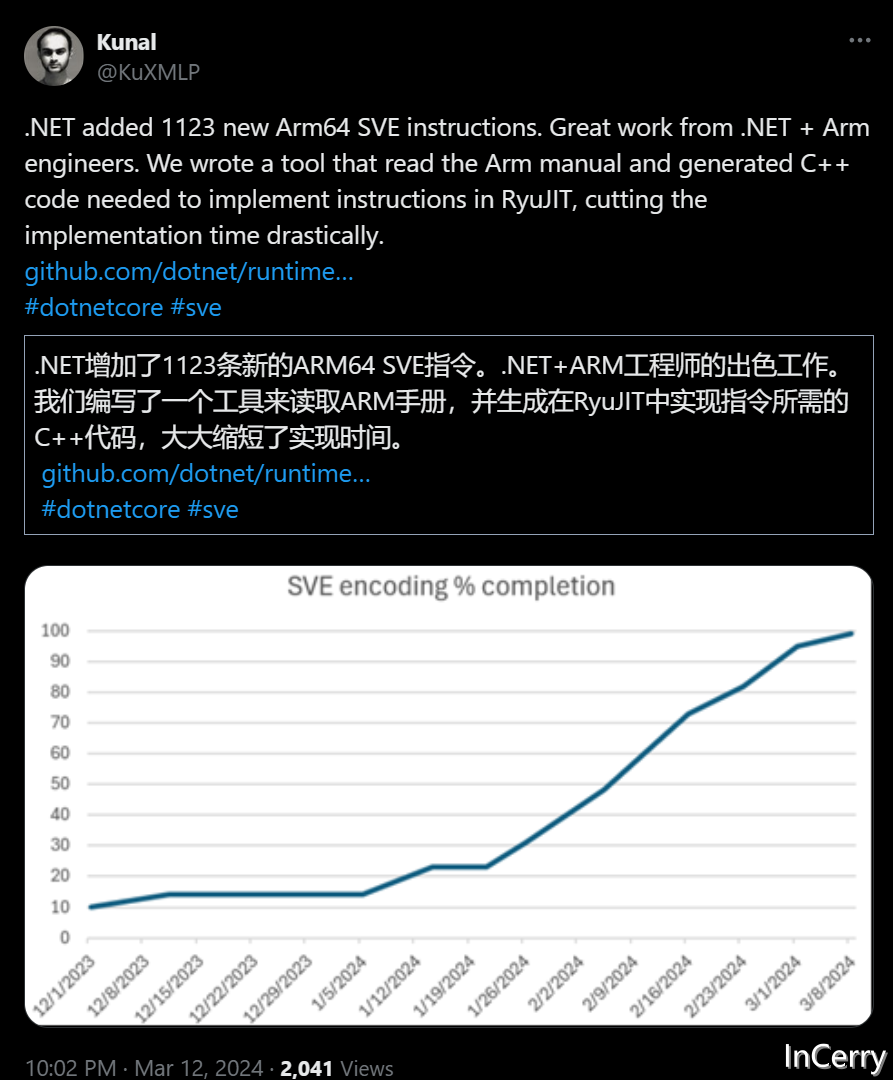 Kunal
@KuXMLP
.NET added 1123 new Arm64 SVE instructions. Great work from .NET + Arm
engineers. We wrote a tool that read the Arm manual and generated C++
code needed to implement instructions in RyuJIT, cutting the
implementation time drastically.
github.com/dotnet/runtime…
#dotnetcore #sve
.NET增加了1123条新的ARM64 SVE指令。.NET+ARM工程师的出色工作。
我们编写了一个工具来读取ARM手册，并生成在RyuJIT中实现指令所需的
C++代码，大大缩短了实现时间。
github.com/dotnet/runtime…
#dotnetcore #sve
SVE encoding % completion
100
90
80
70
60
50
40
30
20
10
0
12/1/2023
12/8/2023
12/15/2023
12/22/2023
12/29/2023
1/5/2024
1/12/2024
1/19/2024
1/26/2024
2/2/2024
2/9/2024
2/16/2024
2/23/2024
3/1/2024
3/8/2024
10:02 PM · Mar 12, 2024 · 2,041 Views
InCerry